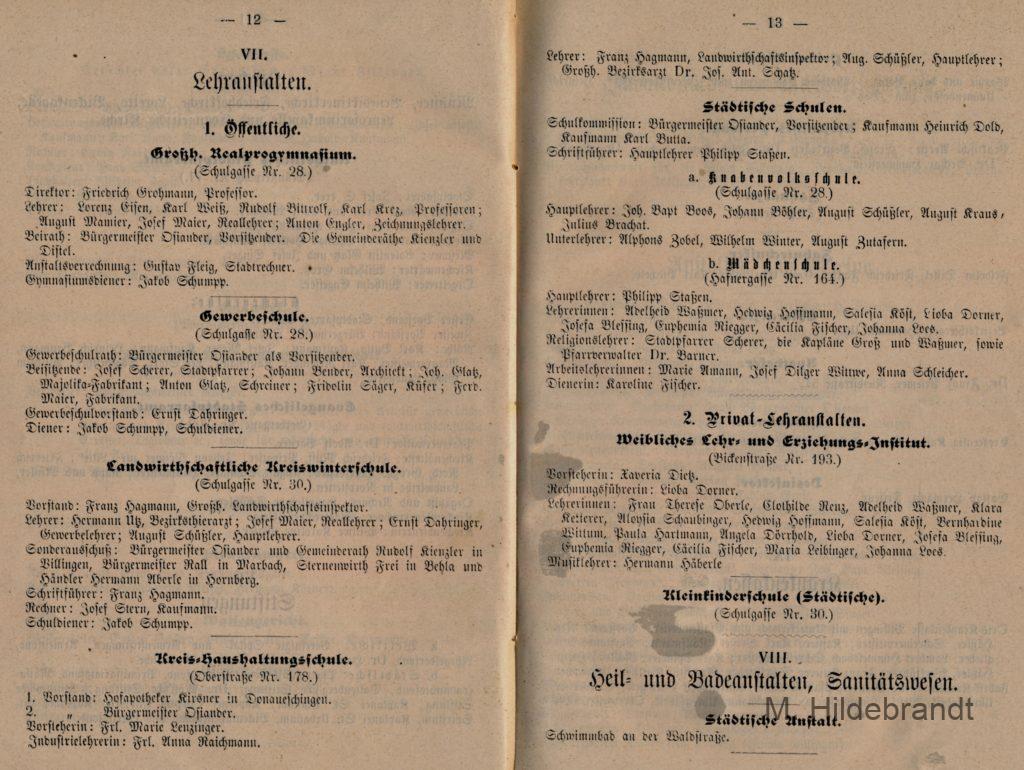 — 12 —
VII.
Lehranstalten.
1. Öffentliche.
Großh. Realprogymnasium.
(Schulgasse Nr. 28.)
Direktor: Friedrich Grohmann, Professor.
Lehrer: Lorenz Eisen, Karl Weiß, Rudolf Bittrolf, Karl Krez, Professoren;
August Mamier, Josef Maier, Reallehrer; Anton Engler, Zeichnungslehrer.
Beirath: Bürgermeister Osiander, Vorsitzender. Die Gemeinderäthe Kienzler und
Distel.
Anstaltsverrechnung: Gustav Fleig, Stadtrechner.
Gymnasiumsdiener: Jakob Schumpp.
Gewerbeschule.
(Schulgasse Nr. 28.)
Gewerbeschulrath: Bürgermeister Osiander als Vorsitzender.
Beisitzende: Josef Scherer, Stadtpfarrer; Johann Bender, Architekt; Joh. Glatz,
Majolika-Fabrikant; Anton Glatz, Schreiner; Fridolin Säger, Küfer; Ferd.
Maier, Fabrikant.
Gewerbeschulvorstand: Ernst Dahringer.
Diener: Jakob Schumpp, Schuldiener.
Landwirthschaftliche Kreiswinterschule.
(Schulgasse Nr. 30.)
Vorstand: Franz Hagmann, Großh. Landwirthschaftsinspektor.
Lehrer: Hermann Utz, Bezirksthierarzt; Josef Maier, Reallehrer; Ernst Dahringer,
Gewerbelehrer; August Schüßler, Hauptlehrer.
Sonderausschuß: Bürgermeister Osiander und Gemeinderath Rudolf Kienzler in
Villingen, Bürgermeister Rall in Marbach, Sternenwirth Frei in Behla und
Händler Hermann Aberle in Hornberg.
Schriftführer: Franz Hagmann.
Rechner: Josef Stern, Kaufmann.
Schuldiener: Jakob Schumpp.
Kreis-Haushaltungsschule.
(Oberstraße Nr. 178.)
1. Vorstand: Hofapotheker Kirsner in Donaueschingen.
2. „ Bürgermeister Osiander.
Vorsteherin: Frl. Marie Lenzinger.
Industrielehrerin: Frl. Anna Raichmann.
— 13 —
Lehrer: Franz Hagmann, Landwirthschaftsinspektor; Aug. Schüßler, Hauptlehrer;
Großh. Bezirksarzt Dr. Jos. Ant. Schatz.
Städtische Schulen.
Schulkommission: Bürgermeister Osiander, Vorsitzender; Kaufmann Heinrich Dold,
Kaufmann Karl Butta.
Schriftführer: Hauptlehrer Philipp Staßen.
a. Knabenvolksschule.
(Schulgasse Nr. 28.)
Hauptlehrer: Joh. Bapt Boos, Johann Böhler, August Schüßler, August Kraus,
Julius Brachat.
Unterlehrer: Alphons Zobel, Wilhelm Winter, August Zutafern.
b. Mädchenschule.
(Hafnergasse Nr. 164.)
Hauptlehrer: Philipp Staßen.
Lehrerinnen: Adelheid Waßmer, Hedwig Hoffmann, Salesia Köst, Lioba Dorner,
Josefa Blessing, Euphemia Riegger, Cäcilia Fischer, Johanna Loes.
Religionslehrer: Stadtpfarrer Scherer, die Kapläne Groß und Waßmer, sowie
Pfarrverwalter Dr. Barner.
Arbeitslehrerinnen: Marie Amann, Josef Dilger Wittwe, Anna Schleicher.
Dienerin: Karoline Fischer.
2. Privat-Lehranstalten.
Weibliches Lehr- und Erziehungs-Institut.
(Bickenstraße Nr. 193.)
Vorsteherin: Xaveria Dietz.
Rechnungsführerin: Lioba Dorner.
Lehrerinnen: Frau Therese Oberle, Clothilde Renz, Adelheid Waßmer, Klara
Ketterer, Aloysia Schaubinger, Hedwig Hoffmann, Salesia Köst, Bernhardine
Wittum, Paula Hartmann, Angela Dörrhold, Lioba Dorner, Josefa Blessing,
Euphemia Riegger, Cäcilia Fischer, Maria Leibinger, Johanna Loes.
Musiklehrer: Hermann Häberle
Kleinkinderschule (Städtische).
(Schulgasse Nr. 30.)
VIII.
Heil- und Badeanstalten, Sanitätswesen.
M. Hildebrandt
Städtische Anstalt.
Schwimmbad an der Waldstraße.